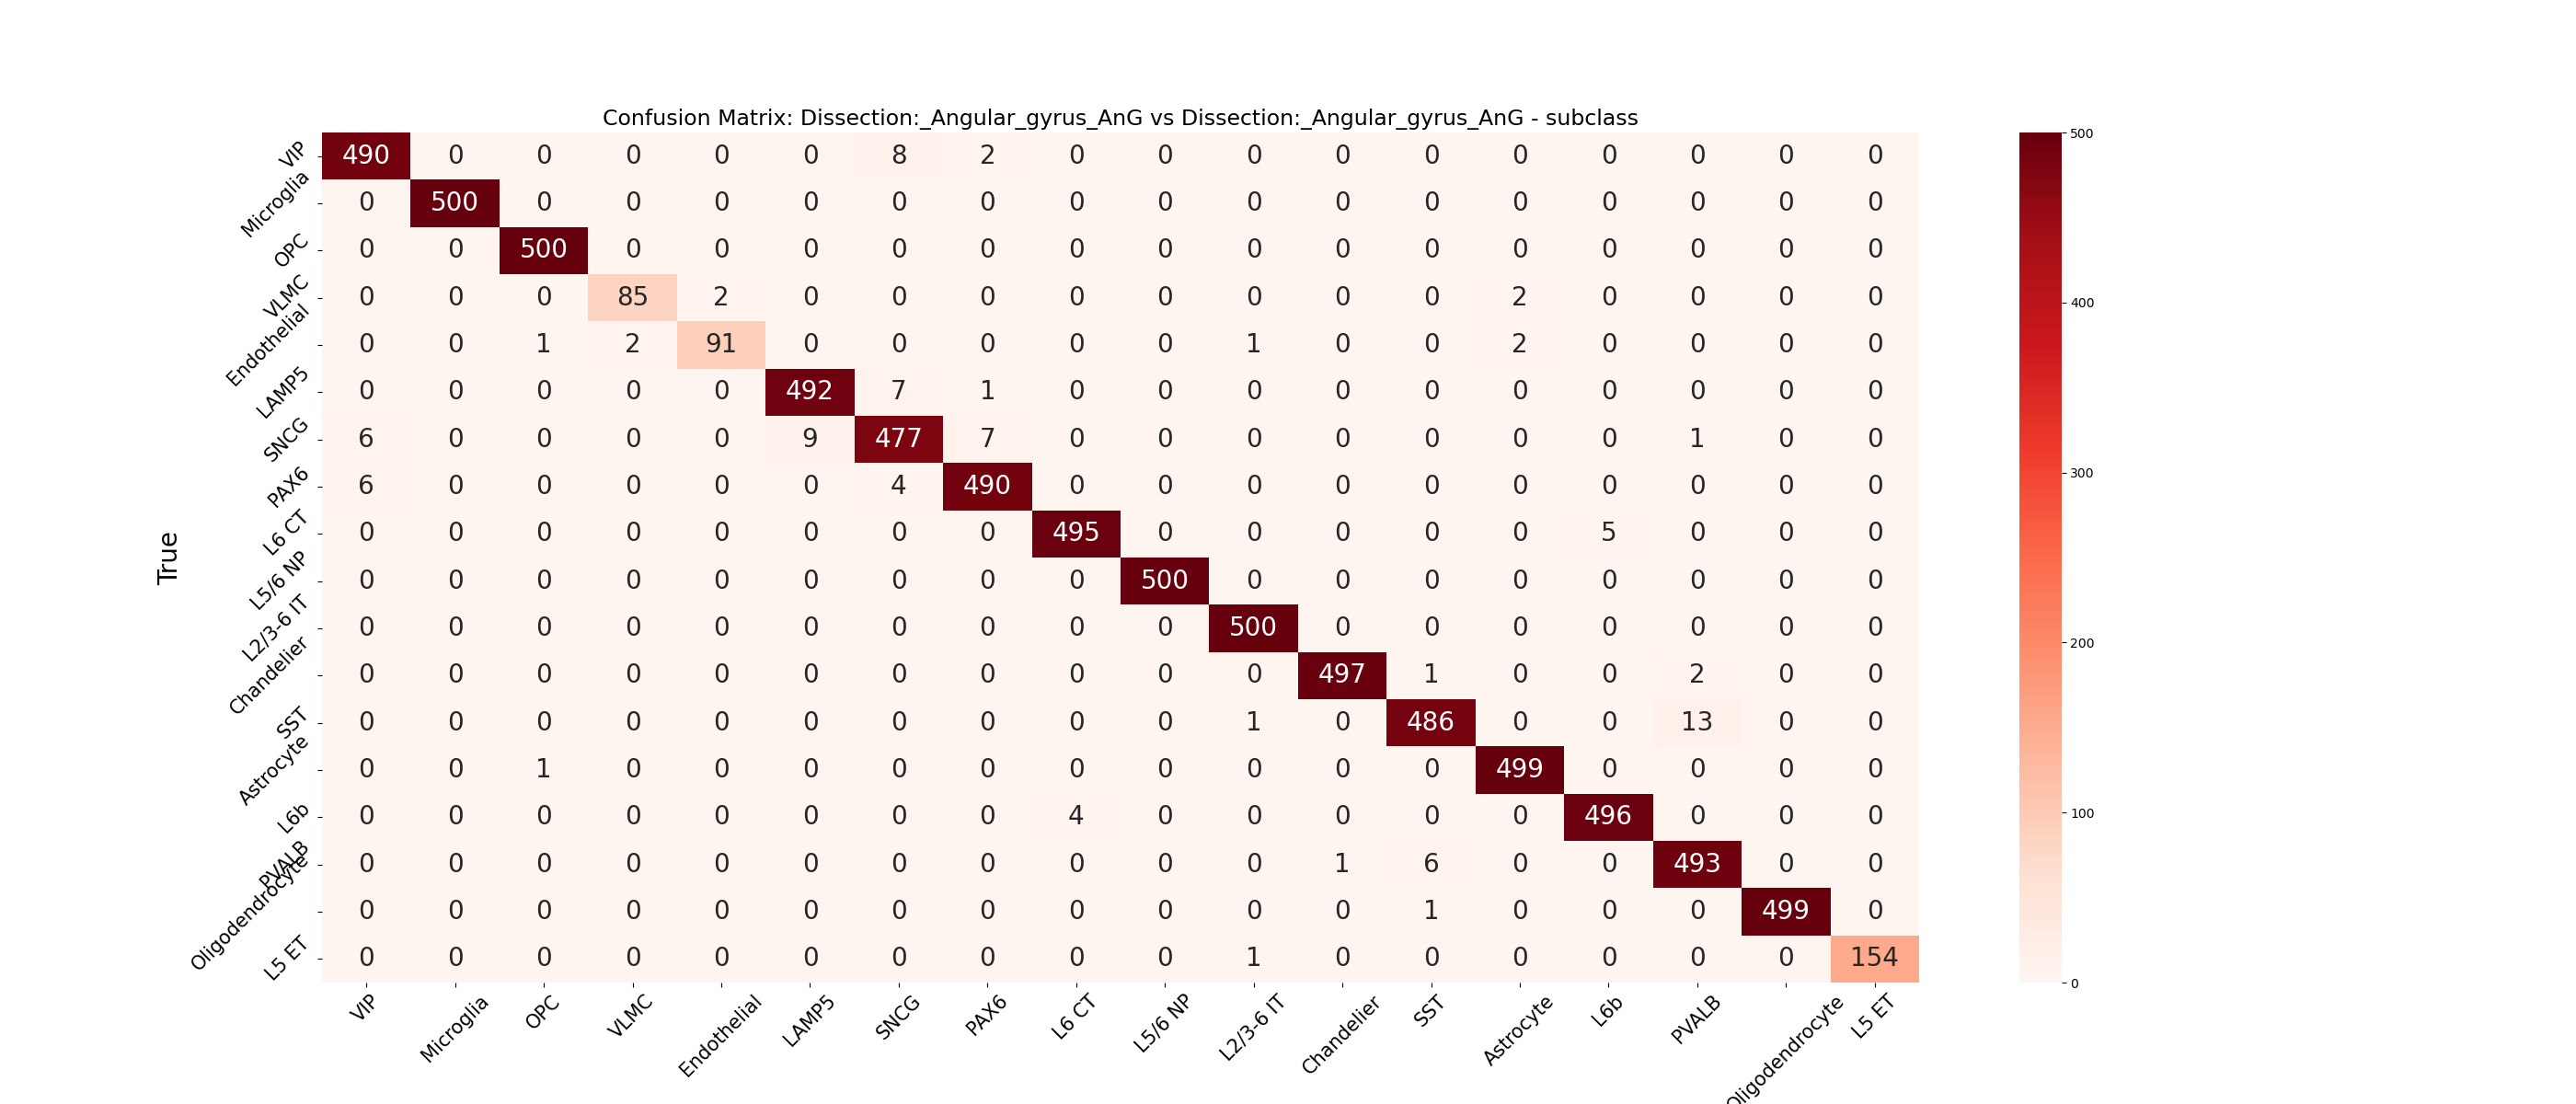 Confusion Matrix: Dissection:_Angular_gyrus_AnG vs Dissection:_Angular_gyrus_AnG - subclass
True
VIP 490 0 0 0 0 0 8 2 0 0 0 0 0 0 0 0 0 0
Microglia 0 500 0 0 0 0 0 0 0 0 0 0 0 0 0 0 0 0
OPC 0 0 500 0 0 0 0 0 0 0 0 0 0 0 0 0 0 0
VLMC 0 0 0 85 2 0 0 0 0 0 0 0 0 2 0 0 0 0
Endothelial 0 0 1 2 91 0 0 0 0 0 1 0 0 2 0 0 0 0
LAMP5 0 0 0 0 0 492 7 1 0 0 0 0 0 0 0 0 0 0
SNCG 6 0 0 0 0 9 477 7 0 0 0 0 0 0 0 1 0 0
PAX6 6 0 0 0 0 0 4 490 0 0 0 0 0 0 0 0 0 0
L6 CT 0 0 0 0 0 0 0 0 495 0 0 0 0 0 5 0 0 0
L5/6 NP 0 0 0 0 0 0 0 0 0 500 0 0 0 0 0 0 0 0
L2/3-6 IT 0 0 0 0 0 0 0 0 0 0 500 0 0 0 0 0 0 0
Chandelier 0 0 0 0 0 0 0 0 0 0 0 497 1 0 0 2 0 0
SST 0 0 0 0 0 0 0 0 0 0 1 0 486 0 0 13 0 0
Astrocyte 0 0 1 0 0 0 0 0 0 0 0 0 0 499 0 0 0 0
L6b 0 0 0 0 0 0 0 0 4 0 0 0 0 0 496 0 0 0
PVALB 0 0 0 0 0 0 0 0 0 0 0 1 6 0 0 493 0 0
Oligodendrocyte 0 0 0 0 0 0 0 0 0 0 0 0 1 0 0 0 499 0
L5 ET 0 0 0 0 0 0 0 0 0 0 1 0 0 0 0 0 0 154
VIP Microglia OPC VLMC Endothelial LAMP5 SNCG PAX6 L6 CT L5/6 NP L2/3-6 IT Chandelier SST Astrocyte L6b PVALB Oligodendrocyte L5 ET
500
400
300
200
100
0